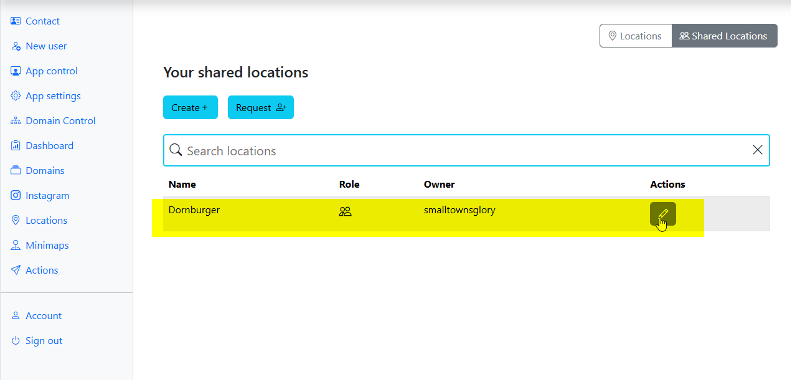 Contact
New user
App control
App settings
Domain Control
Dashboard
Domains
Instagram
Locations
Minimaps
Actions
Account
Sign out
Locations
Shared Locations
Your shared locations
Create +
Request
Search locations
Name Role Owner Actions
Dornburger smalltownsglory